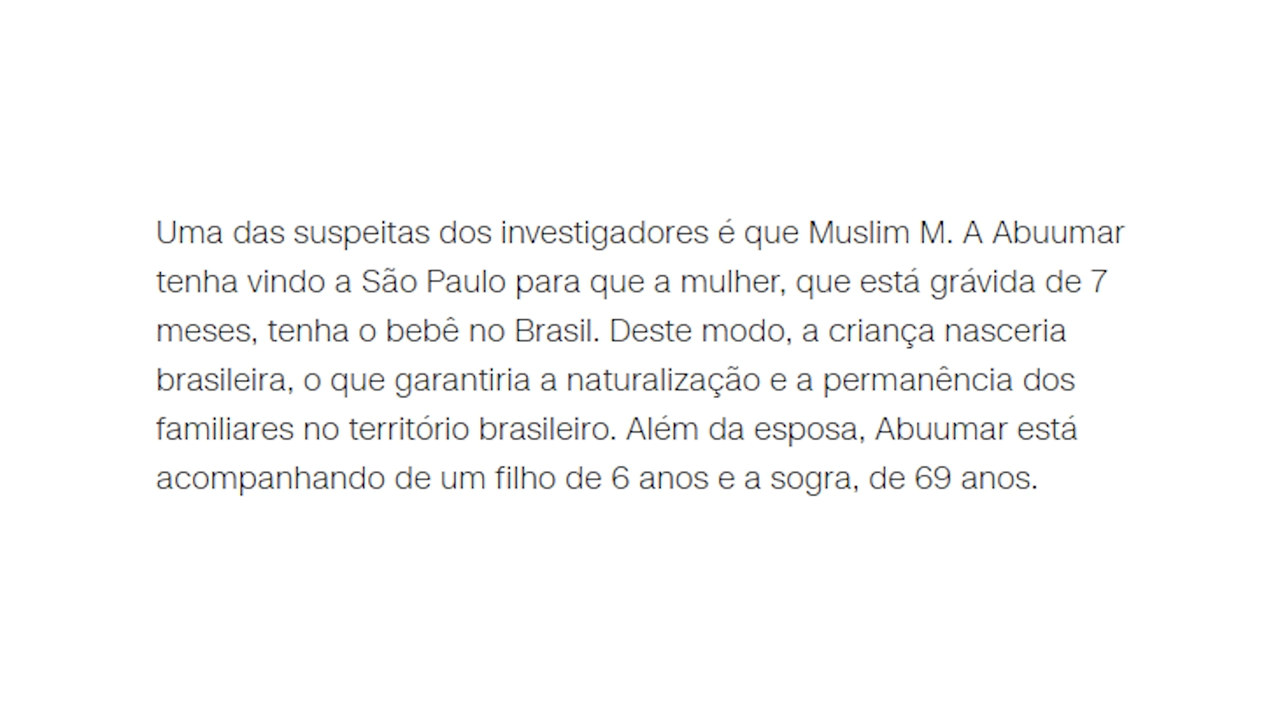 Uma das suspeitas dos investigadores é que Muslim M. A Abuumar
tenha vindo a São Paulo para que a mulher, que está grávida de 7
meses, tenha o bebê no Brasil. Deste modo, a criança nasceria
brasileira, o que garantiria a naturalização e a permanência dos
familiares no território brasileiro. Além da esposa, Abuumar está
acompanhando de um filho de 6 anos e a sogra, de 69 anos.